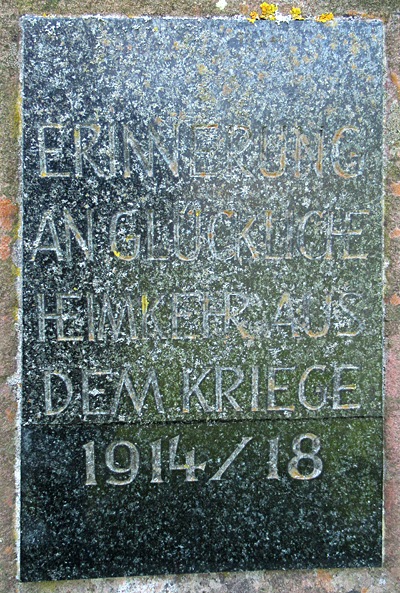 ERINNERUNG
AN GLÜCKLICHE
HEIMKEHR AUS
DEM KRIEGE
1914/18